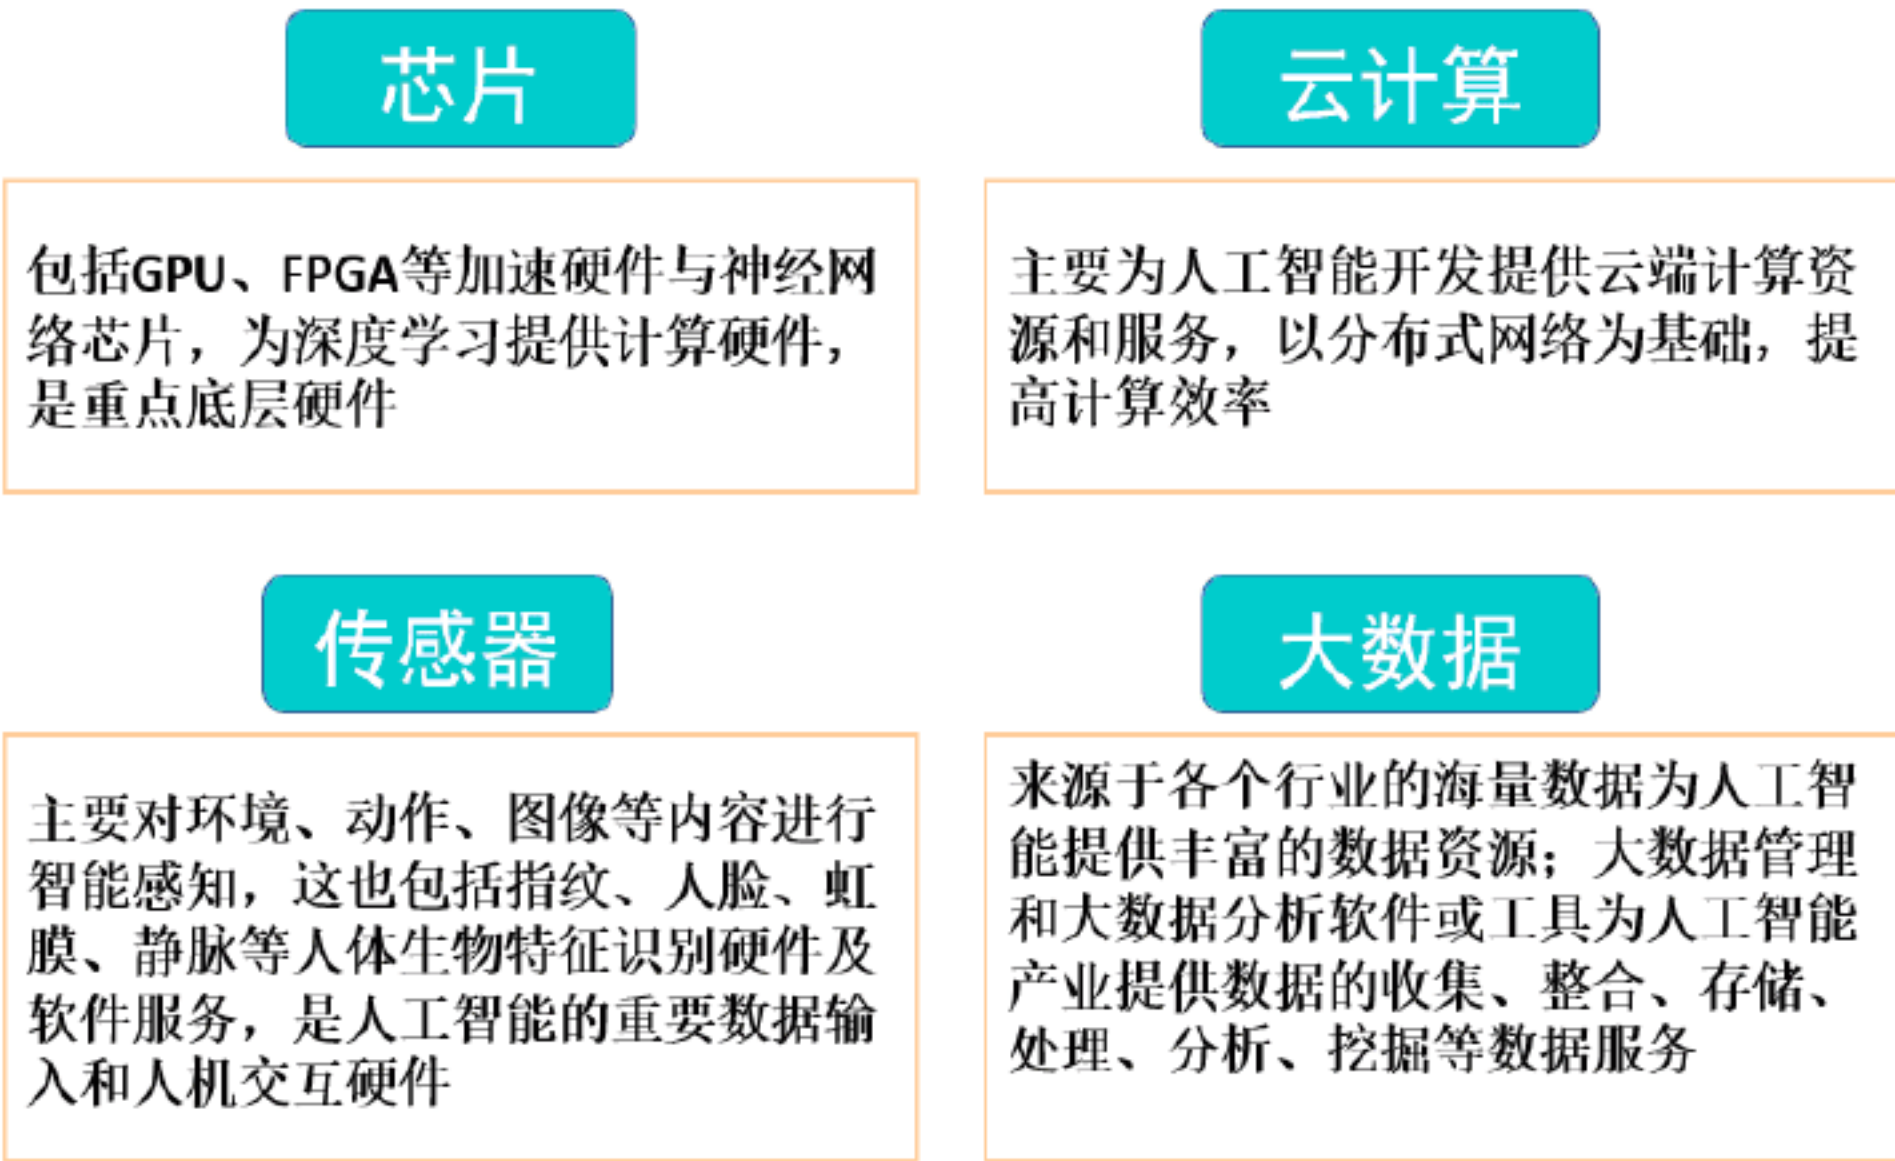 芯片
包括GPU、FPGA等加速硬件与神经网
络芯片，为深度学习提供计算硬件，
是重点底层硬件
云计算
主要为人工智能开发提供云端计算资
源和服务，以分布式网络为基础，提
高计算效率
传感器
主要对环境、动作、图像等内容进行
智能感知，这也包括指纹、人脸、虹
膜、静脉等人体生物特征识别硬件及
软件服务，是人工智能的重要数据输
入和人机交互硬件
大数据
来源于各个行业的海量数据为人工智
能提供丰富的数据资源；大数据管理
和大数据分析软件或工具为人工智能
产业提供数据的收集、整合、存储、
处理、分析、挖掘等数据服务